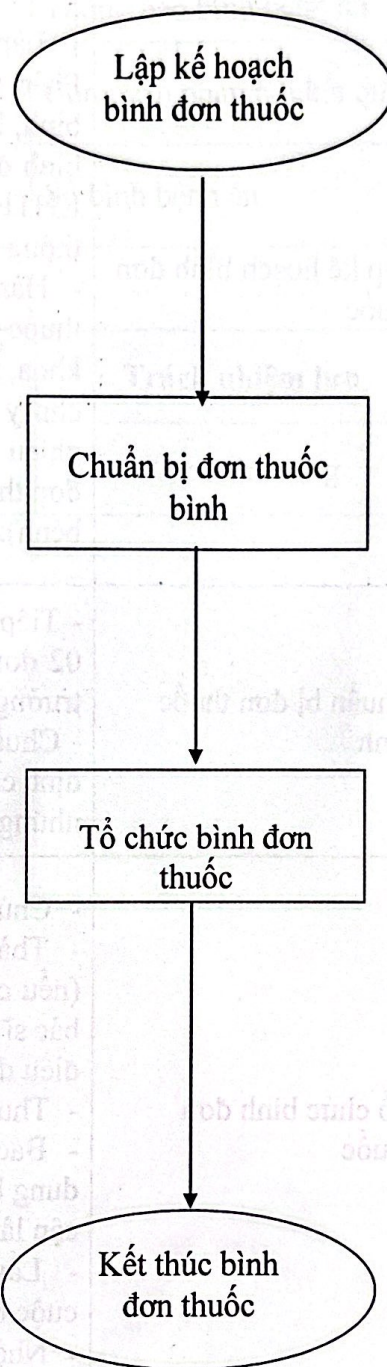 Lập kế hoạch
bình đơn thuốc
Chuẩn bị đơn thuốc
bình
Tổ chức bình đơn
thuốc
Kết thúc bình
đơn thuốc